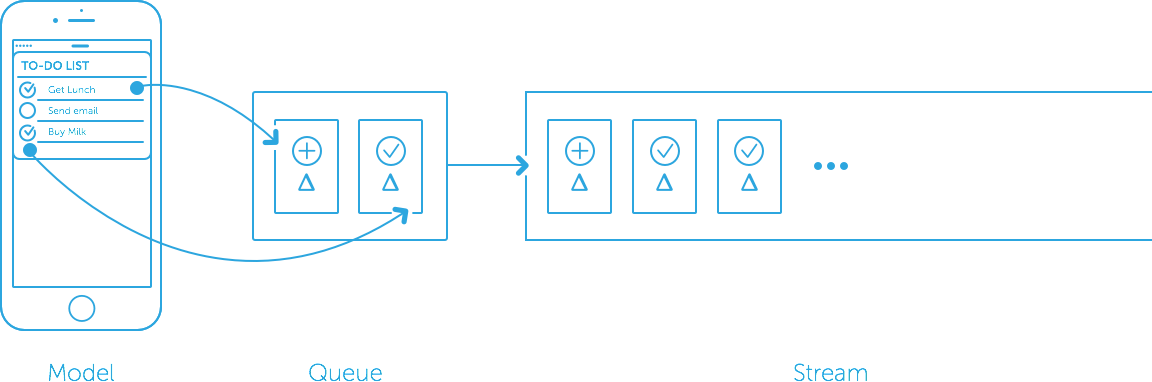 TO-DO LIST
Get Lunch
Send email
Buy Milk
Δ Δ Δ Δ Δ
Model Queue Stream